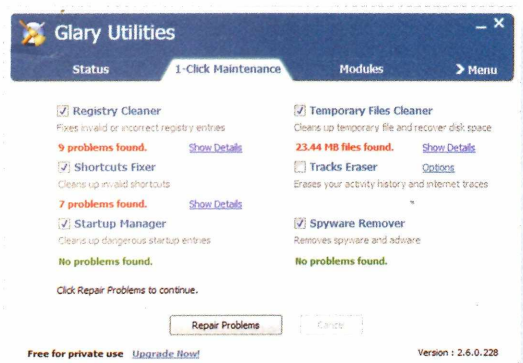 Glary Utilities
Status
1-Click Maintenance
Modules
Menu
Registry Cleaner
Fixes invalid or incorrect registry entries
9 problems found.
Show Details
Temporary Files Cleaner
Cleans up temporary file and recover disk space
23.44 MB files found.
Show Details
Shortcuts Fixer
Cleans up invalid shortcuts
7 problems found.
Show Details
Tracks Eraser
Options
Erases your activity history and internet traces
Startup Manager
Cleans up dangerous startup entries
No problems found.
Spyware Remover
Removes spyware and adware
No problems found.
Click Repair Problems to continue.
Repair Problems
Cancel
Free for private use Upgrade Now!
Version : 2.6.0.228